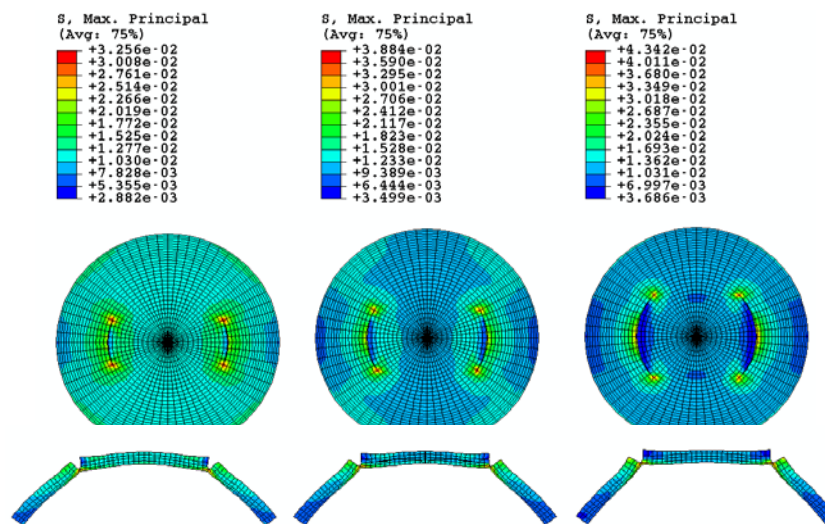 S, Max. Principal
(Avg: 75%)
+3.256e-02
+3.008e-02
+2.761e-02
+2.514e-02
+2.266e-02
+2.019e-02
+1.772e-02
+1.525e-02
+1.277e-02
+1.030e-02
+7.828e-03
+5.355e-03
+2.882e-03
S, Max. Principal
(Avg: 75%)
+3.884e-02
+3.590e-02
+3.295e-02
+3.001e-02
+2.706e-02
+2.412e-02
+2.117e-02
+1.823e-02
+1.528e-02
+1.233e-02
+9.389e-03
+6.444e-03
+3.499e-03
S, Max. Principal
(Avg: 75%)
+4.342e-02
+4.011e-02
+3.680e-02
+3.349e-02
+3.018e-02
+2.687e-02
+2.355e-02
+2.024e-02
+1.693e-02
+1.362e-02
+1.031e-02
+6.997e-03
+3.686e-03